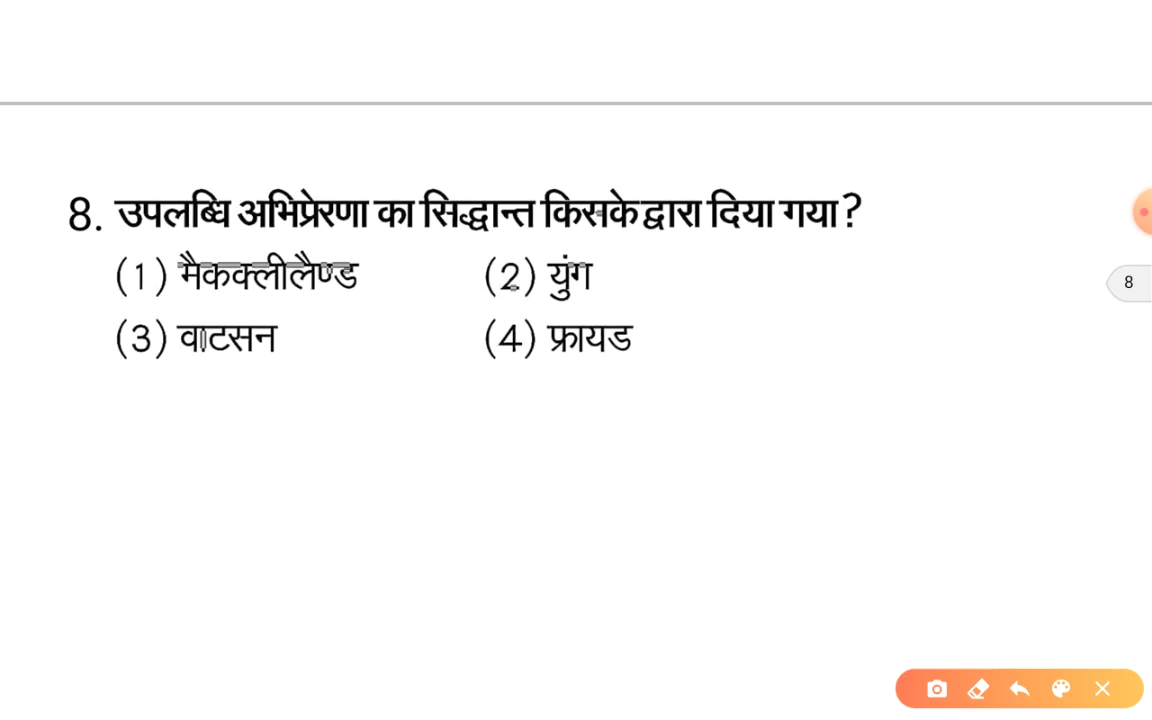 8. उपलब्धि अभिप्रेरणा का सिद्धान्त किसके द्वारा दिया गया?
(1) मैकक्लीलैण्ड (2) युंग
(3) वाटसन (4) फ्रायड
8